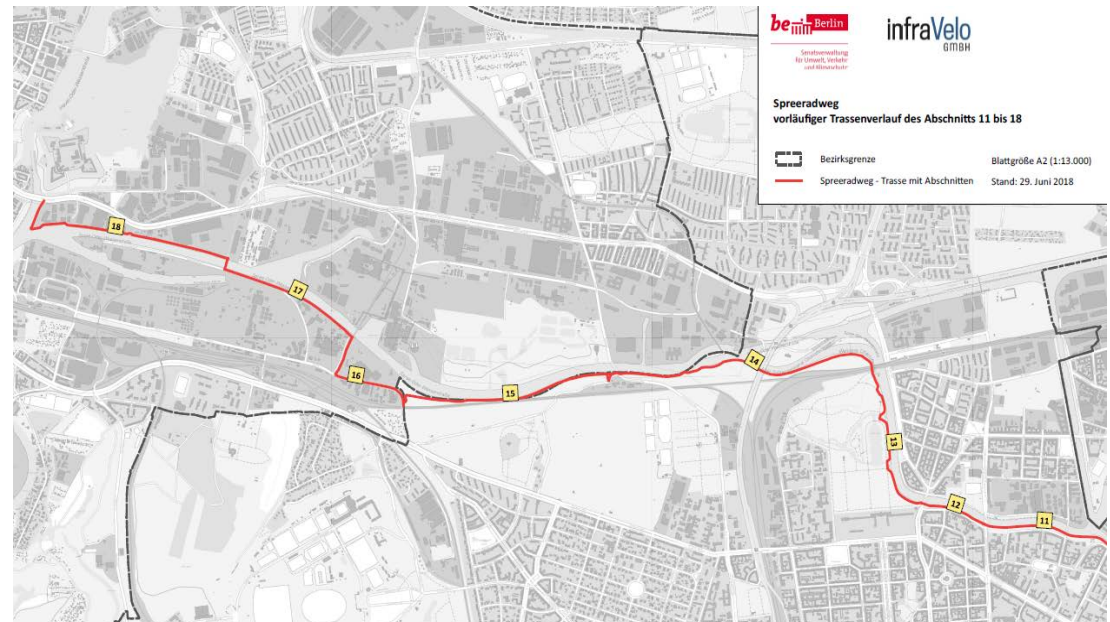 be Berlin
Senatsverwaltung
für Umwelt, Verkehr
und Klimaschutz
infraVelo
GMBH
Spreeradweg
vorläufiger Trassenverlauf des Abschnitts 11 bis 18
Bezirksgrenze
Blattgröße A2 (1:13.000)
Spreeradweg - Trasse mit Abschnitten
Stand: 29. Juni 2018
18
17
16
15
14
13
12
11